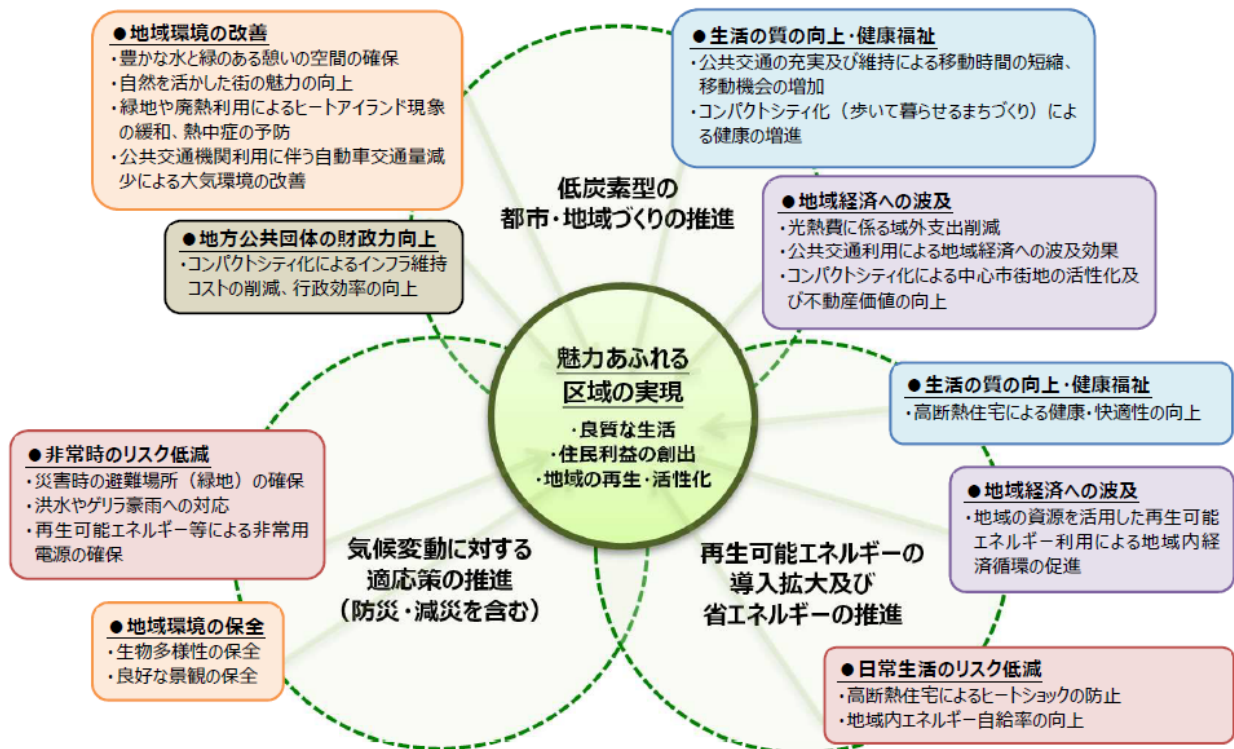 ●地域環境の改善
・豊かな水と緑のある憩いの空間の確保
・自然を活かした街の魅力の向上
・緑地や廃熱利用によるヒートアイランド現象
の緩和、熱中症の予防
・公共交通機関利用に伴う自動車交通量減
少による大気環境の改善
●生活の質の向上・健康福祉
・公共交通の充実及び維持による移動時間の短縮、
移動機会の増加
・コンパクトシティ化（歩いて暮らせるまちづくり）によ
る健康の増進
低炭素型の
都市・地域づくりの推進
●地方公共団体の財政力向上
・コンパクトシティ化によるインフラ維持
コストの削減、行政効率の向上
●地域経済への波及
・光熱費に係る域外支出削減
・公共交通利用による地域経済への波及効果
・コンパクトシティ化による中心市街地の活性化及
び不動産価値の向上
魅力あふれる
区域の実現
・良質な生活
・住民利益の創出
・地域の再生・活性化
●生活の質の向上・健康福祉
・高断熱住宅による健康・快適性の向上
●非常時のリスク低減
・災害時の避難場所（緑地）の確保
・洪水やゲリラ豪雨への対応
・再生可能エネルギー等による非常用
電源の確保
●地域経済への波及
・地域の資源を活用した再生可能
エネルギー利用による地域内経
済循環の促進
気候変動に対する
適応策の推進
（防災・減災を含む）
再生可能エネルギーの
導入拡大及び
省エネルギーの推進
●地域環境の保全
・生物多様性の保全
・良好な景観の保全
●日常生活のリスク低減
・高断熱住宅によるヒートショックの防止
・地域内エネルギー自給率の向上